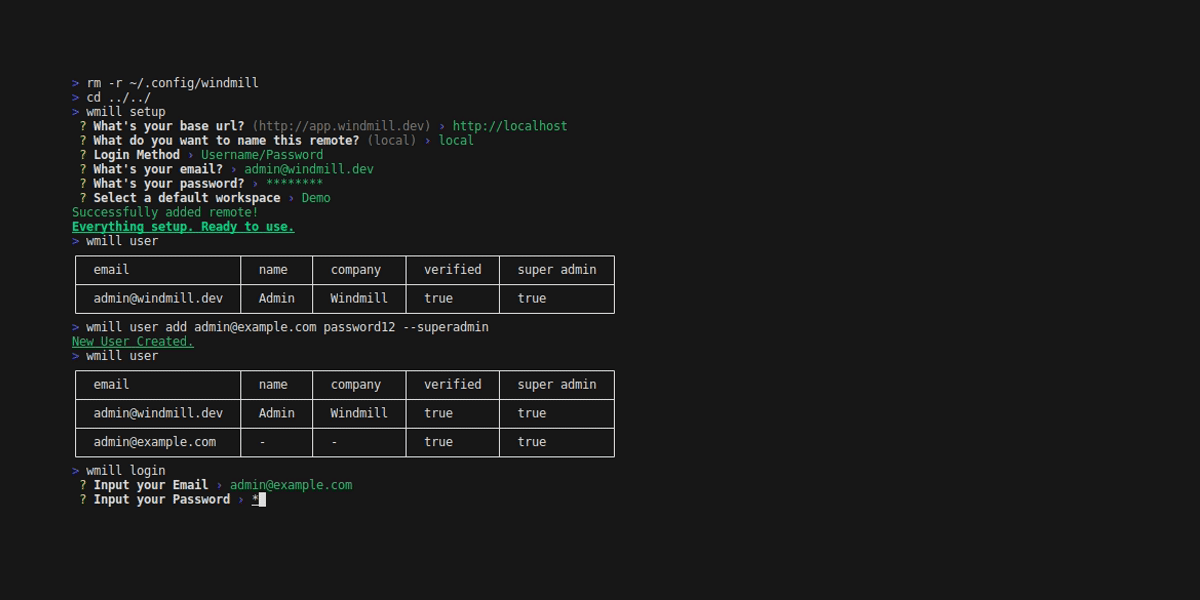 > rm -r ~/.config/windmill
> cd ../../
> wmill setup
? What's your base url? (http://app.windmill.dev) › http://localhost
? What do you want to name this remote? (local) › local
? Login Method › Username/Password
? What's your email? › admin@windmill.dev
? What's your password? › ********
? Select a default workspace › Demo
Successfully added remote!
Everything setup. Ready to use.
> wmill user
email name company verified super admin
admin@windmill.dev Admin Windmill true true
> wmill user add admin@example.com password12 --superadmin
New User Created.
> wmill user
email name company verified super admin
admin@windmill.dev Admin Windmill true true
admin@example.com - - true true
> wmill login
? Input your Email › admin@example.com
? Input your Password › *